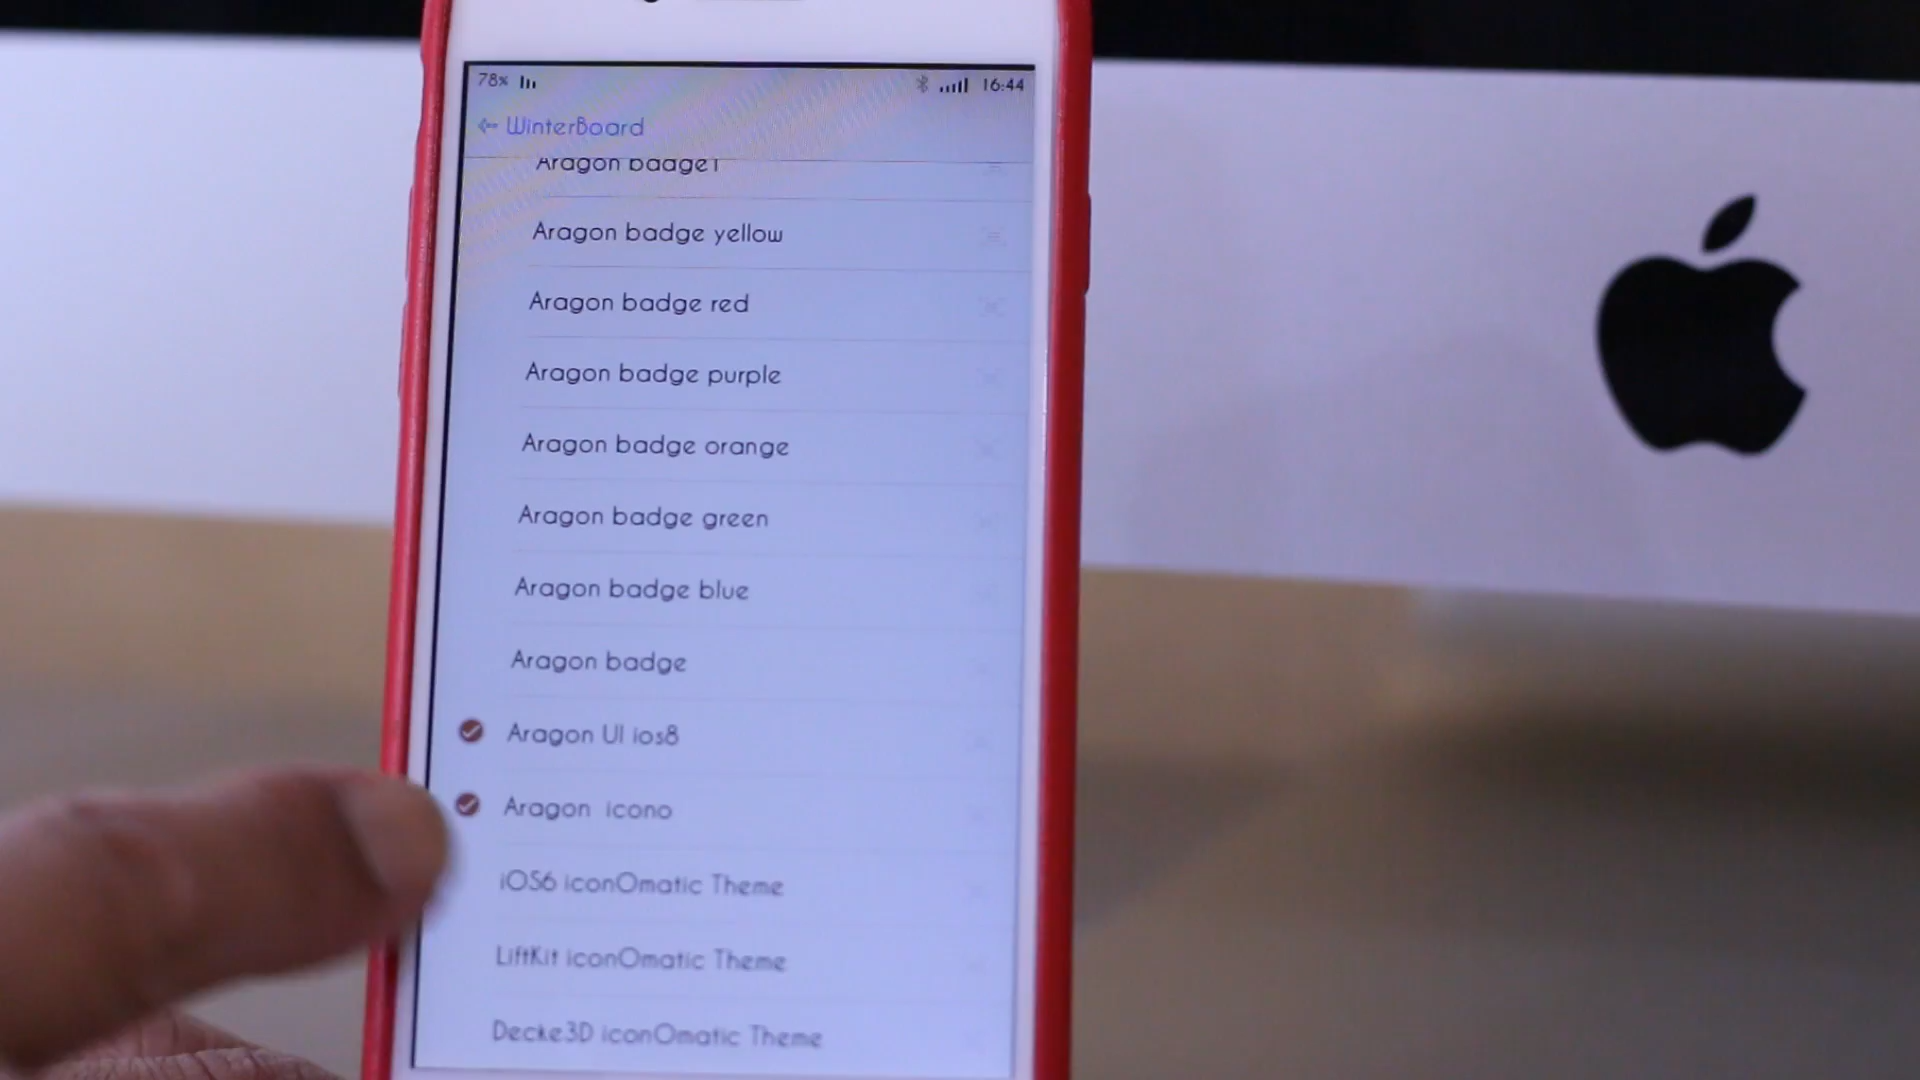 78%
16:44
WinterBoard
Aragon badge1
Aragon badge yellow
Aragon badge red
Aragon badge purple
Aragon badge orange
Aragon badge green
Aragon badge blue
Aragon badge
Aragon UI ios8
Aragon icono
iOS6 iconOmatic Theme
LiftKit iconOmatic Theme
Decke3D iconOmatic Theme